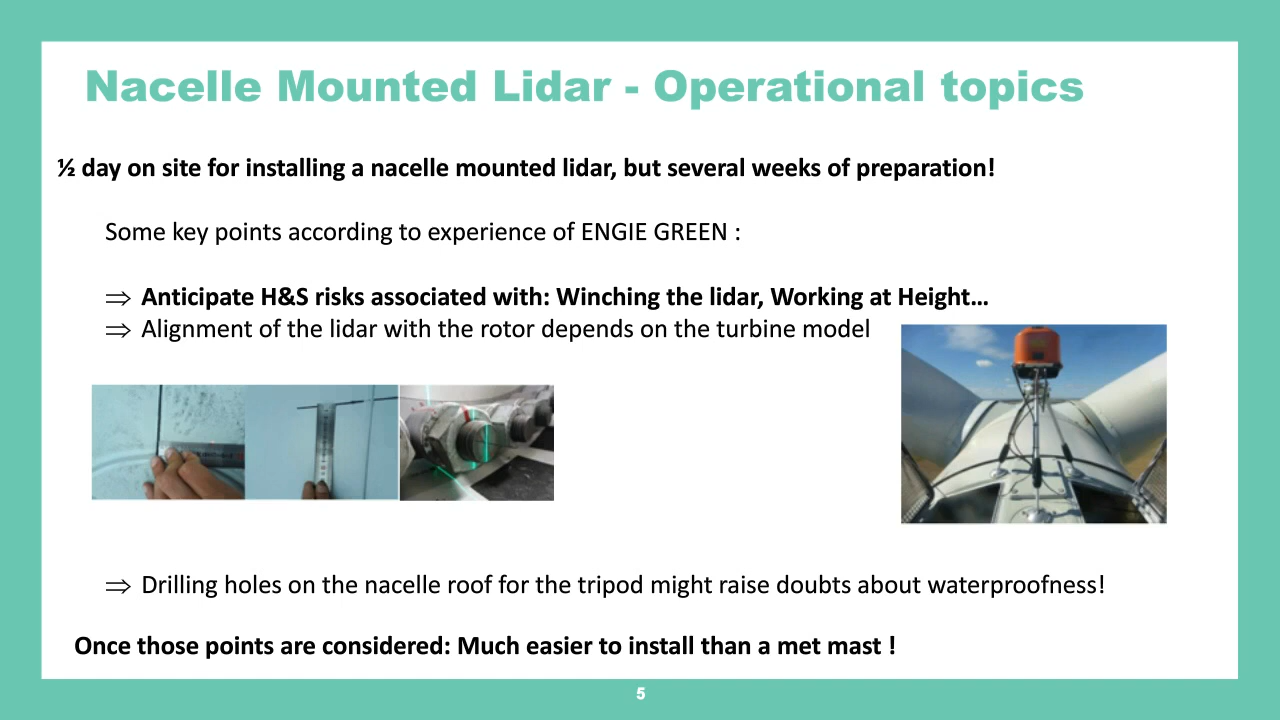 Nacelle Mounted Lidar - Operational topics
½ day on site for installing a nacelle mounted lidar, but several weeks of preparation!
Some key points according to experience of ENGIE GREEN :
⇒ Anticipate H&S risks associated with: Winching the lidar, Working at Height…
⇒ Alignment of the lidar with the rotor depends on the turbine model
⇒ Drilling holes on the nacelle roof for the tripod might raise doubts about waterproofness!
Once those points are considered: Much easier to install than a met mast !
5